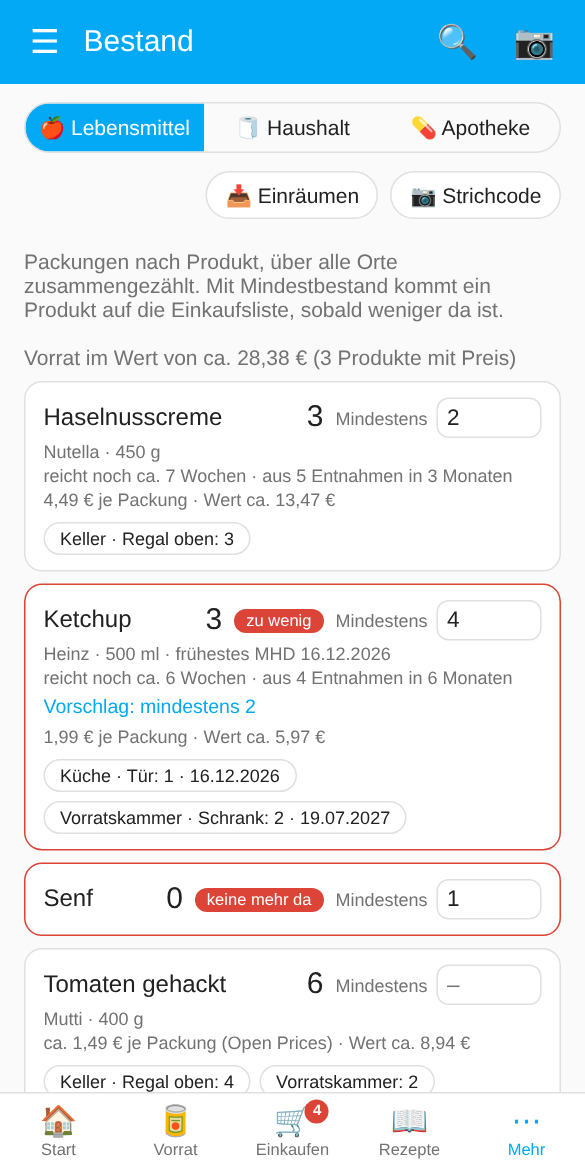 ☰ Bestand 🔍 📷
🍎 Lebensmittel 🧻 Haushalt 💊 Apotheke
📥 Einräumen 📷 Strichcode
Packungen nach Produkt, über alle Orte
zusammengezählt. Mit Mindestbestand kommt ein
Produkt auf die Einkaufsliste, sobald weniger da ist.
Vorrat im Wert von ca. 28,38 € (3 Produkte mit Preis)
Haselnusscreme 3 Mindestens 2
Nutella · 450 g
reicht noch ca. 7 Wochen · aus 5 Entnahmen in 3 Monaten
4,49 € je Packung · Wert ca. 13,47 €
Keller · Regal oben: 3
Ketchup 3 zu wenig Mindestens 4
Heinz · 500 ml · frühestes MHD 16.12.2026
reicht noch ca. 6 Wochen · aus 4 Entnahmen in 6 Monaten
Vorschlag: mindestens 2
1,99 € je Packung · Wert ca. 5,97 €
Küche · Tür: 1 · 16.12.2026
Vorratskammer · Schrank: 2 · 19.07.2027
Senf 0 keine mehr da Mindestens 1
Tomaten gehackt 6 Mindestens –
Mutti · 400 g
ca. 1,49 € je Packung (Open Prices) · Wert ca. 8,94 €
Keller · Regal oben: 4 Vorratskammer: 2
4
Start Vorrat Einkaufen Rezepte Mehr